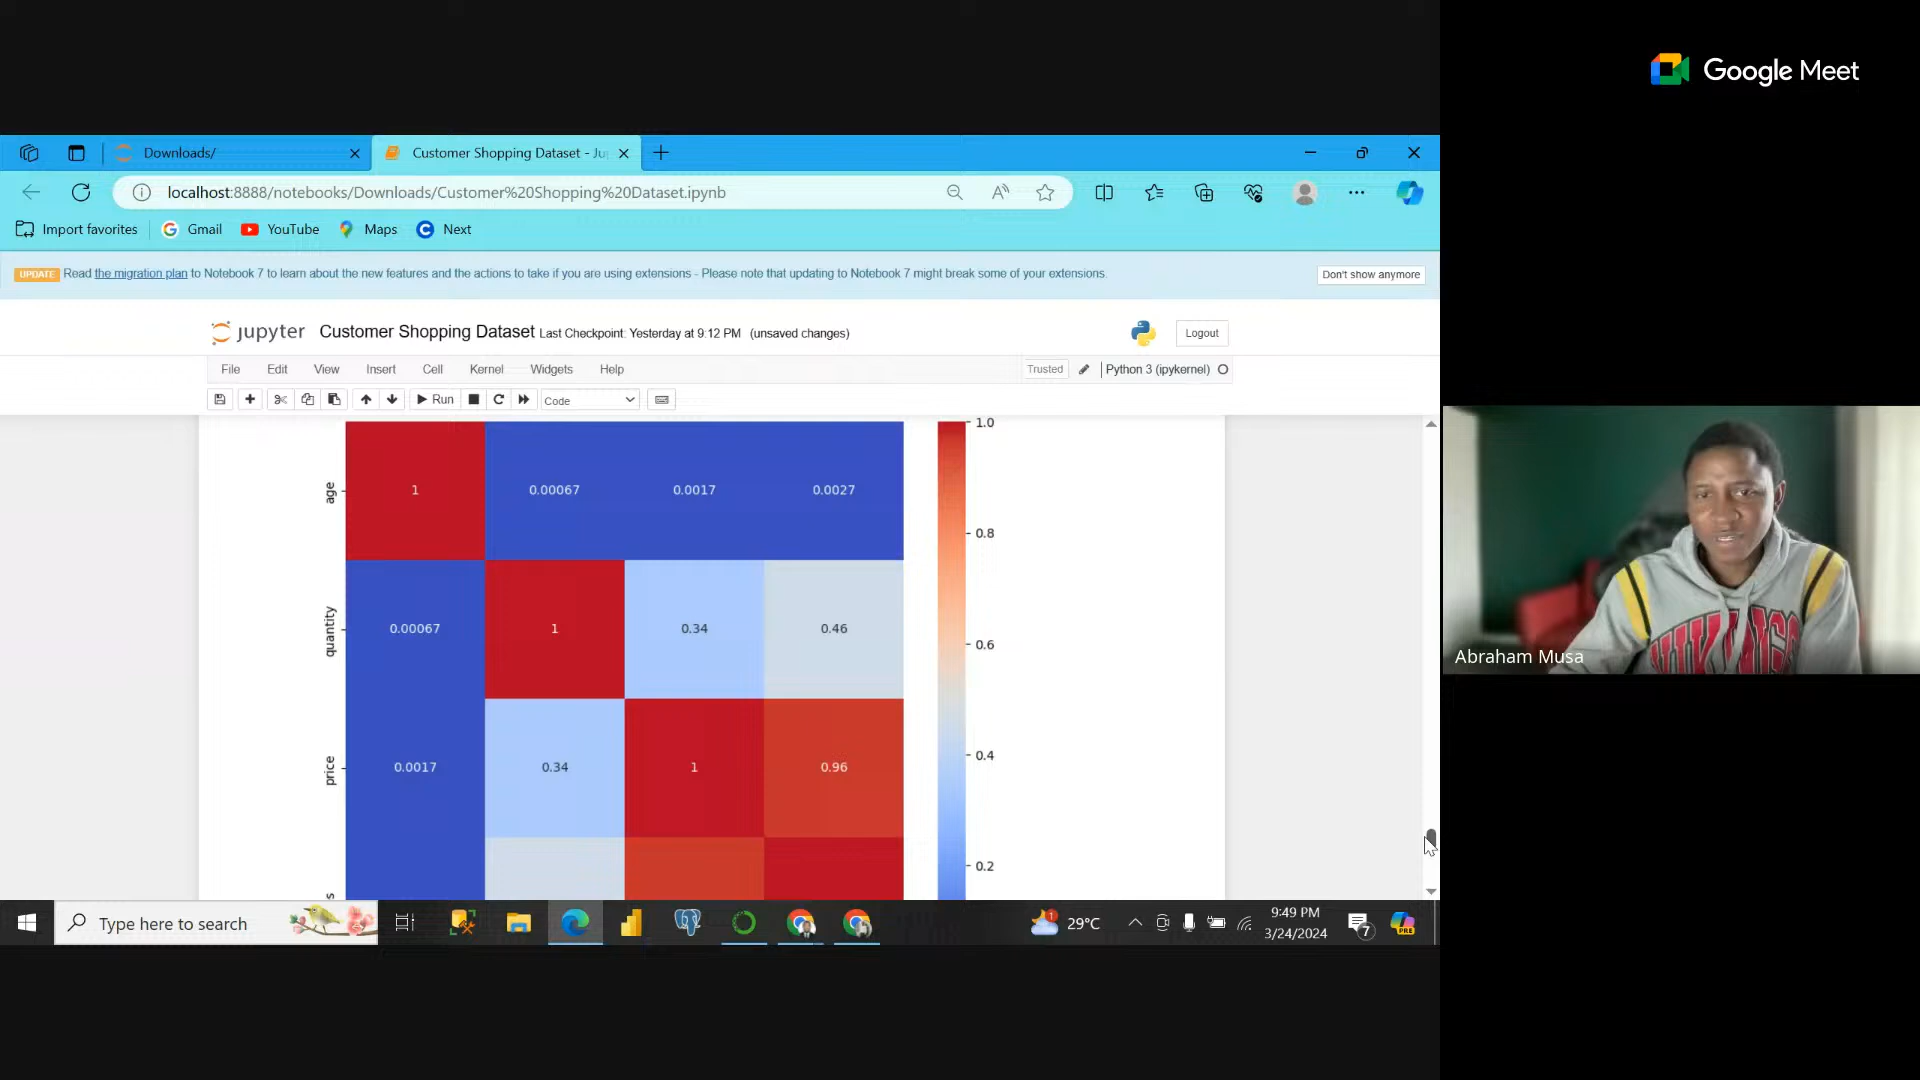 Google Meet
Downloads/
Customer Shopping Dataset - Ju
localhost:8888/notebooks/Downloads/Customer%20Shopping%20Dataset.ipynb
Import favorites
Gmail
YouTube
Maps
Next
UPDATE Read the migration plan to Notebook 7 to learn about the new features and the actions to take if you are using extensions - Please note that updating to Notebook 7 might break some of your extensions.
Don't show anymore
jupyter Customer Shopping Dataset Last Checkpoint: Yesterday at 9:12 PM (unsaved changes)
Logout
File Edit View Insert Cell Kernel Widgets Help
Trusted
Python 3 (ipykernel)
Run
Code
1.0
age
1 0.00067 0.0017 0.0027
0.8
quantity
0.00067 1 0.34 0.46
0.6
price
0.0017 0.34 1 0.96
0.4
0.2
s
Abraham Musa
Type here to search
29°C
9:49 PM
3/24/2024
1
7
PRE